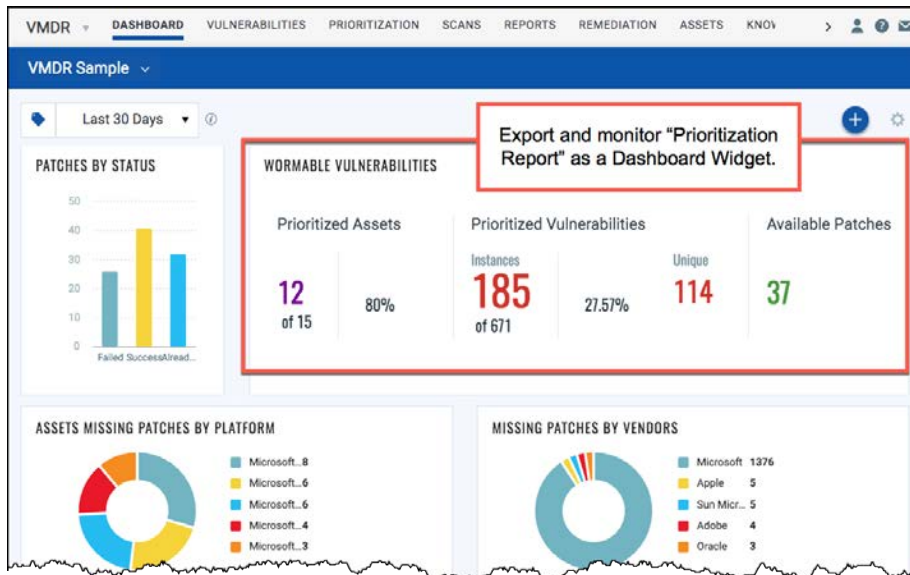 VMDR
DASHBOARD
VULNERABILITIES
PRIORITIZATION
SCANS
REPORTS
REMEDIATION
ASSETS
VMDR Sample
Last 30 Days
Export and monitor “Prioritization
Report” as a Dashboard Widget.
PATCHES BY STATUS
50
40
30
20
10
0
Failed
Success
Alread...
WORMABLE VULNERABILITIES
Prioritized Assets
12
of 15
80%
Prioritized Vulnerabilities
Instances
185
of 671
27.57%
Unique
114
Available Patches
37
ASSETS MISSING PATCHES BY PLATFORM
Microsoft...8
Microsoft...6
Microsoft...6
Microsoft...4
Microsoft...3
MISSING PATCHES BY VENDORS
Microsoft 1376
Apple 5
Sun Micr... 5
Adobe 4
Oracle 3